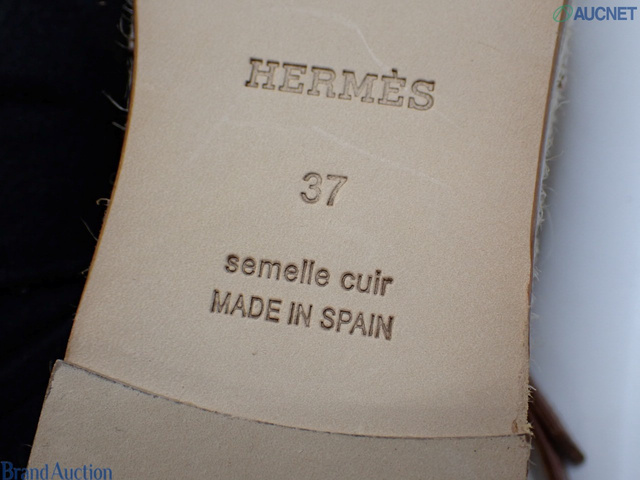 AUCNET
HERMÈS
37
semelle cuir
MADE IN SPAIN
Brand Auction